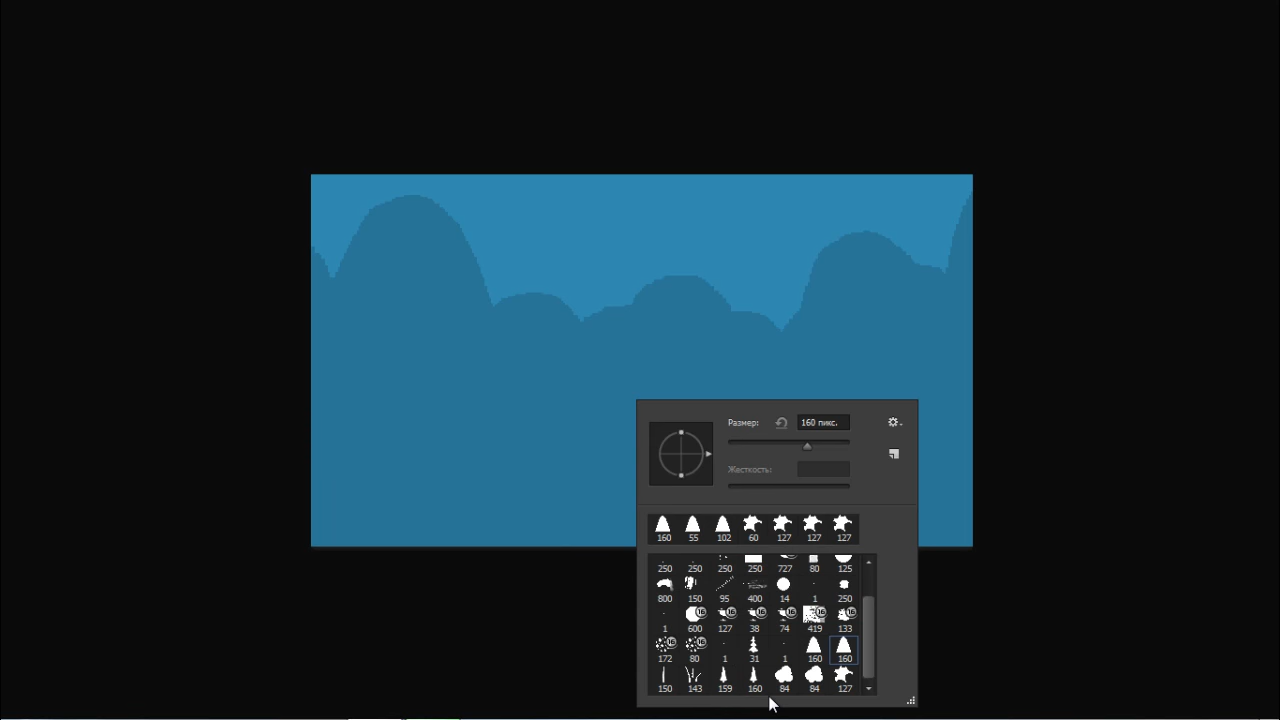 Размер: 160 пикс.
Жесткость:
160 55 102 60 127 127 127
250 250 250 250 727 80 125
800 150 95 400 14 1 250
1 600 127 38 74 419 133
172 80 1 31 1 160 160
150 143 159 160 84 84 127